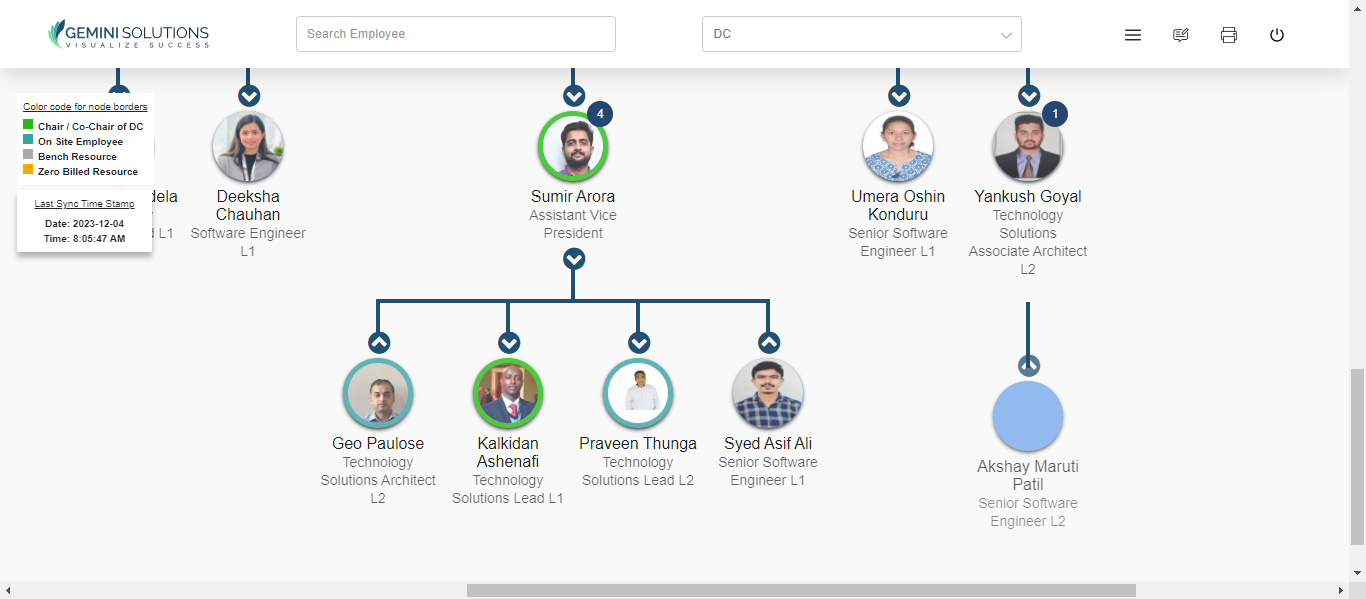 GEMINI SOLUTIONS
VISUALIZE SUCCESS
Search Employee
DC
Color code for node borders
Chair / Co-Chair of DC
On Site Employee
Bench Resource
Zero Billed Resource
Last Sync Time Stamp
Date: 2023-12-04
Time: 8:05:47 AM
dela
d L1
Deeksha
Chauhan
Software Engineer
L1
4
Sumir Arora
Assistant Vice
President
Umera Oshin
Konduru
Senior Software
Engineer L1
1
Yankush Goyal
Technology
Solutions
Associate Architect
L2
Geo Paulose
Technology
Solutions Architect
L2
Kalkidan
Ashenafi
Technology
Solutions Lead L1
Praveen Thunga
Technology
Solutions Lead L2
Syed Asif Ali
Senior Software
Engineer L1
Akshay Maruti
Patil
Senior Software
Engineer L2